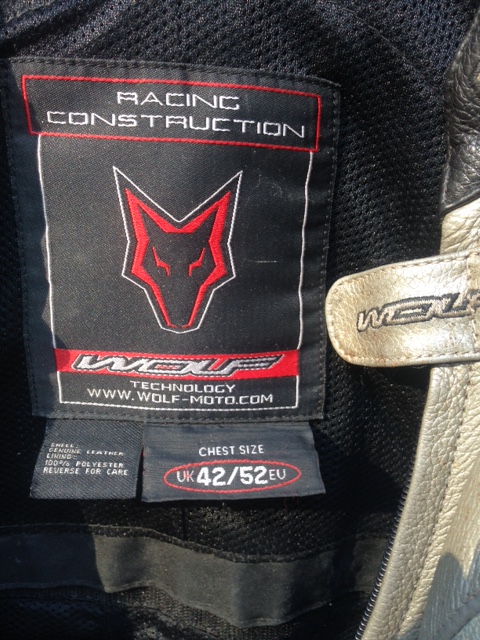 RACING
CONSTRUCTION
WOLF
TECHNOLOGY
WWW.WOLF-MOTO.COM
WOLF
SHELL:
GENUINE LEATHER
LINING:
100% POLYESTER
REVERSE FOR CARE
CHEST SIZE
UK 42/52 EU